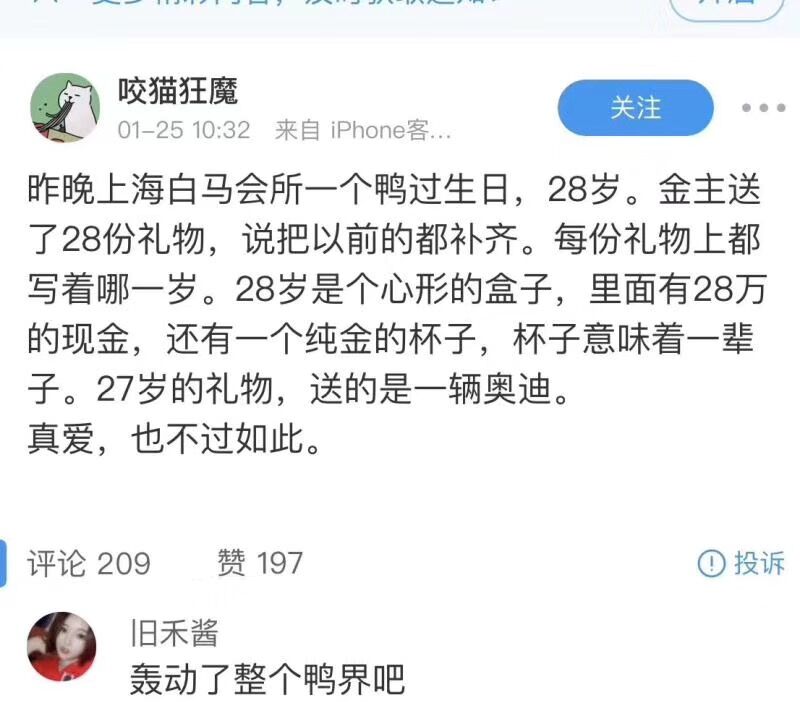 咬猫狂魔
关注
01-25 10:32 来自 iPhone客...
昨晚上海白马会所一个鸭过生日，28岁。金主送
了28份礼物，说把以前的都补齐。每份礼物上都
写着哪一岁。28岁是个心形的盒子，里面有28万
的现金，还有一个纯金的杯子，杯子意味着一辈
子。27岁的礼物，送的是一辆奥迪。
真爱，也不过如此。
评论 209 赞 197
投诉
旧禾酱
轰动了整个鸭界吧